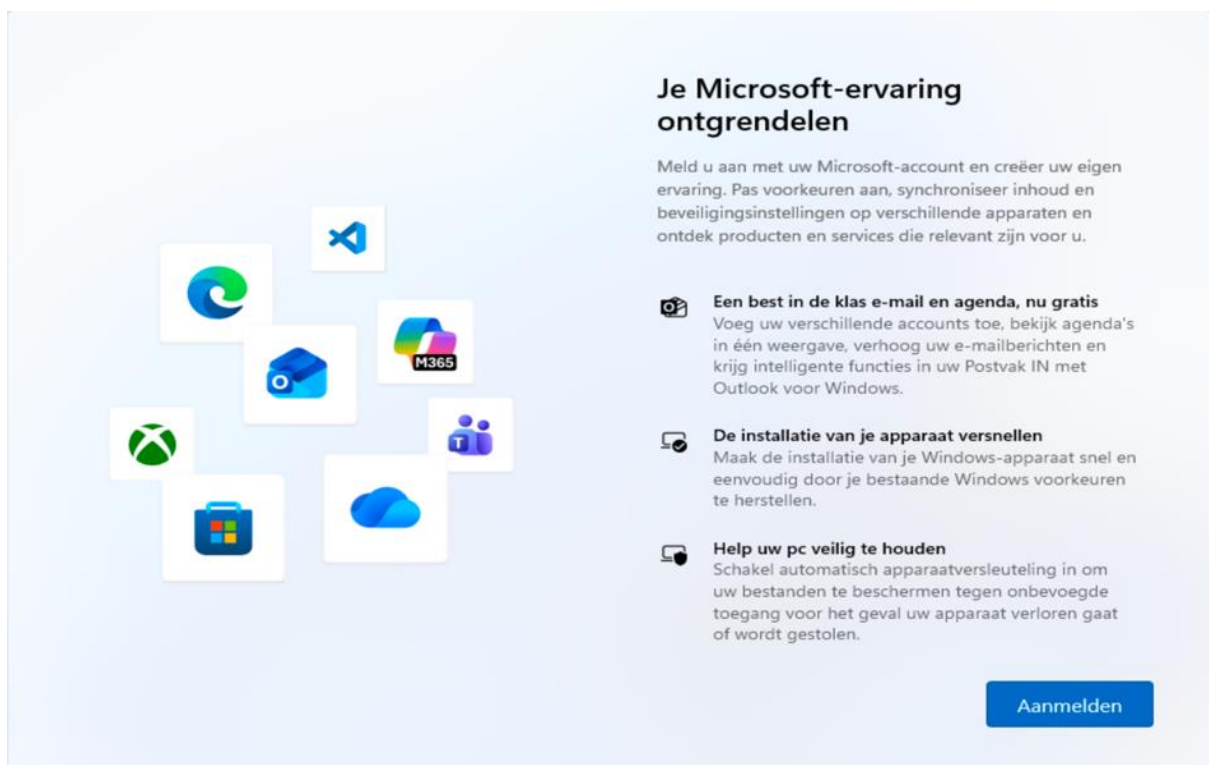 Je Microsoft-ervaring
ontgrendelen
Meld u aan met uw Microsoft-account en creëer uw eigen
ervaring. Pas voorkeuren aan, synchroniseer inhoud en
beveiligingsinstellingen op verschillende apparaten en
ontdek producten en services die relevant zijn voor u.
Een best in de klas e-mail en agenda, nu gratis
Voeg uw verschillende accounts toe, bekijk agenda's
in één weergave, verhoog uw e-mailberichten en
krijg intelligente functies in uw Postvak IN met
Outlook voor Windows.
De installatie van je apparaat versnellen
Maak de installatie van je Windows-apparaat snel en
eenvoudig door je bestaande Windows voorkeuren
te herstellen.
Help uw pc veilig te houden
Schakel automatisch apparaatversleuteling in om
uw bestanden te beschermen tegen onbevoegde
toegang voor het geval uw apparaat verloren gaat
of wordt gestolen.
Aanmelden
M365
O
T